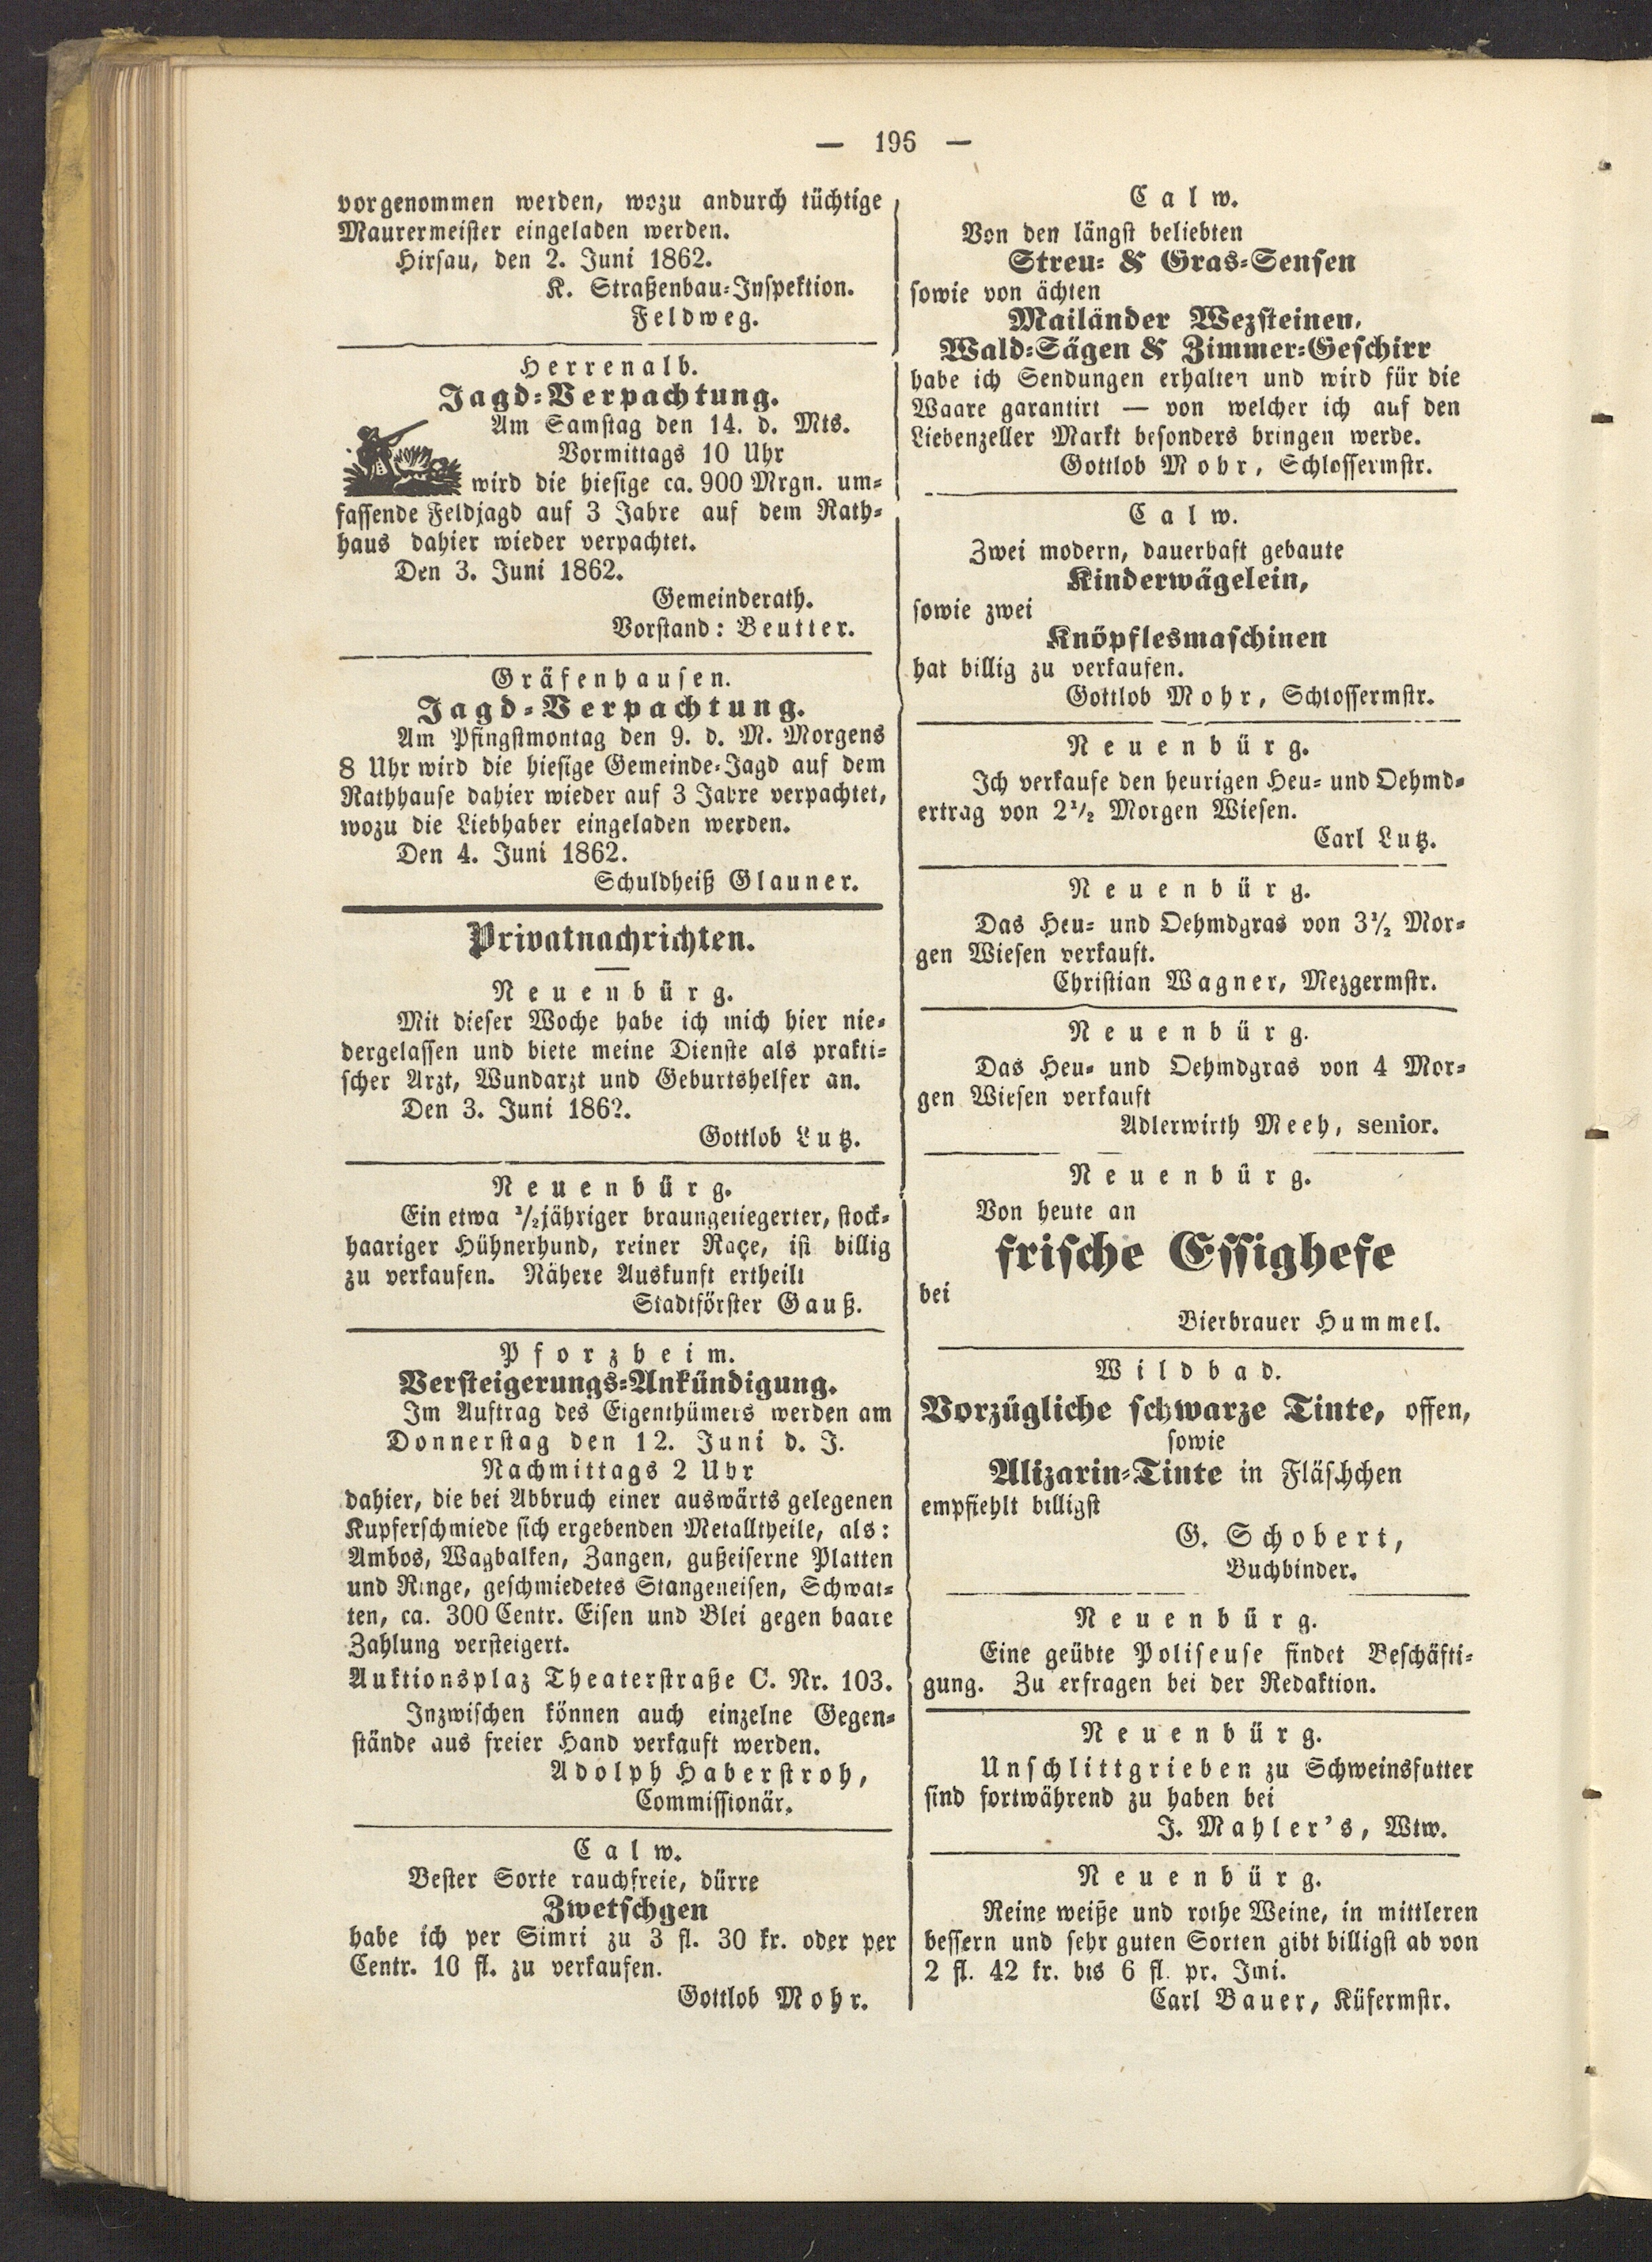 — 196 —
vorgenommen werden, wozu andurch tüchtige
Maurermeister eingeladen werden.
Hirsau, den 2. Juni 1862.
K. Straßenbau-Inspektion.
Feldweg.
Herrenalb.
Jagd-Verpachtung.
Am Samstag den 14. d. Mts.
Vormittags 10 Uhr
wird die hiesige ca. 900 Mrgn. um-
fassende Feldjagd auf 3 Jahre auf dem Rath-
haus dahier wieder verpachtet.
Den 3. Juni 1862.
Gemeinderath.
Vorstand: Beutter.
Gräfenhausen.
Jagd-Verpachtung.
Am Pfingstmontag den 9. d. M. Morgens
8 Uhr wird die hiesige Gemeinde-Jagd auf dem
Rathhause dahier wieder auf 3 Jahre verpachtet,
wozu die Liebhaber eingeladen werden.
Den 4. Juni 1862.
Schuldheiß Glauner.
Privatnachrichten.
Neuenbürg.
Mit dieser Woche habe ich mich hier nie-
dergelassen und biete meine Dienste als prakti-
scher Arzt, Wundarzt und Geburtshelfer an.
Den 3. Juni 1862.
Gottlob Lutz.
Neuenbürg.
Ein etwa ½jähriger braungetiegerter, stock-
haariger Hühnerhund, reiner Raçe, ist billig
zu verkaufen. Nähere Auskunft ertheilt
Stadtförster Gauß.
Pforzheim.
Versteigerungs-Ankündigung.
Im Auftrag des Eigenthümers werden am
Donnerstag den 12. Juni d. J.
Nachmittags 2 Uhr
dahier, die bei Abbruch einer auswärts gelegenen
Kupferschmiede sich ergebenden Metalltheile, als:
Ambos, Wagbalken, Zangen, gußeiserne Platten
und Ringe, geschmiedetes Stangeneisen, Schwar-
ten, ca. 300 Centr. Eisen und Blei gegen baare
Zahlung versteigert.
Auktionsplaz Theaterstraße C. Nr. 103.
Inzwischen können auch einzelne Gegen-
stände aus freier Hand verkauft werden.
Adolph Haberstroh,
Commissionär.
Calw.
Bester Sorte rauchfreie, dürre
Zwetschgen
habe ich per Simri zu 3 fl. 30 kr. oder per
Centr. 10 fl. zu verkaufen.
Gottlob Mohr.
Calw.
Von den längst beliebten
Streu- & Gras-Sensen
sowie von ächten
Mailänder Wezsteinen,
Wald-Sägen & Zimmer-Geschirr
habe ich Sendungen erhalten und wird für die
Waare garantirt — von welcher ich auf den
Liebenzeller Markt besonders bringen werde.
Gottlob Mohr, Schlossermstr.
Calw.
Zwei modern, dauerhaft gebaute
Kinderwägelein,
sowie zwei
Knöpflesmaschinen
hat billig zu verkaufen.
Gottlob Mohr, Schlossermstr.
Neuenbürg.
Ich verkaufe den heurigen Heu- und Oehmd-
ertrag von 2½ Morgen Wiesen.
Carl Lutz.
Neuenbürg.
Das Heu- und Oehmdgras von 3½ Mor-
gen Wiesen verkauft.
Christian Wagner, Mezgermstr.
Neuenbürg.
Das Heu- und Oehmdgras von 4 Mor-
gen Wiesen verkauft
Adlerwirth Meeh, senior.
Neuenbürg.
Von heute an
frische Essighefe
bei
Bierbrauer Hummel.
Wildbad.
Vorzügliche schwarze Tinte, offen,
sowie
Alizarin-Tinte in Fläschchen
empfiehlt billigst
G. Schobert,
Buchbinder.
Neuenbürg.
Eine geübte Poliseuse findet Beschäfti-
gung. Zu erfragen bei der Redaktion.
Neuenbürg.
Unschlittgrieben zu Schweinsfutter
sind fortwährend zu haben bei
J. Mahler's, Wtw.
Neuenbürg.
Reine weiße und rothe Weine, in mittleren
bessern und sehr guten Sorten gibt billigst ab von
2 fl. 42 kr. bis 6 fl. pr. Imi.
Carl Bauer, Küfermstr.